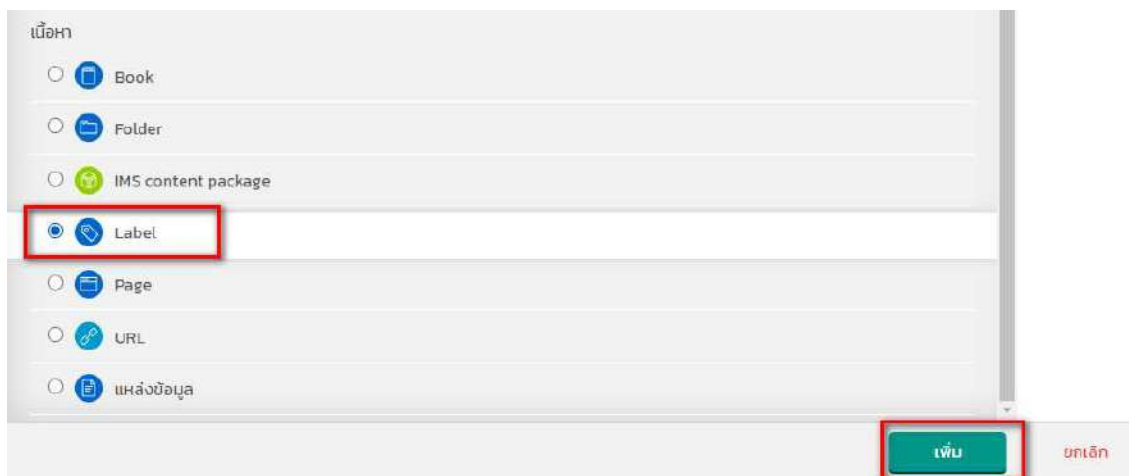 เนื้อหา
Book
Folder
IMS content package
Label
Page
URL
แหล่งข้อมูล
เพิ่ม ยกเลิก